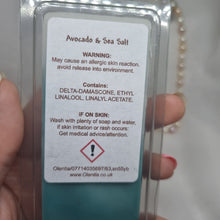 Avocado & Sea Salt
WARNING:
May cause an allergic skin reaction,
avoid release into environment.
Contains:
DELTA-DAMASCONE, ETHYL
LINALOOL, LINALYL ACETATE.
IF ON SKIN:
Wash with plenty of soap and water,
if skin irritation or rash occurs:
Get medical advice/attention.